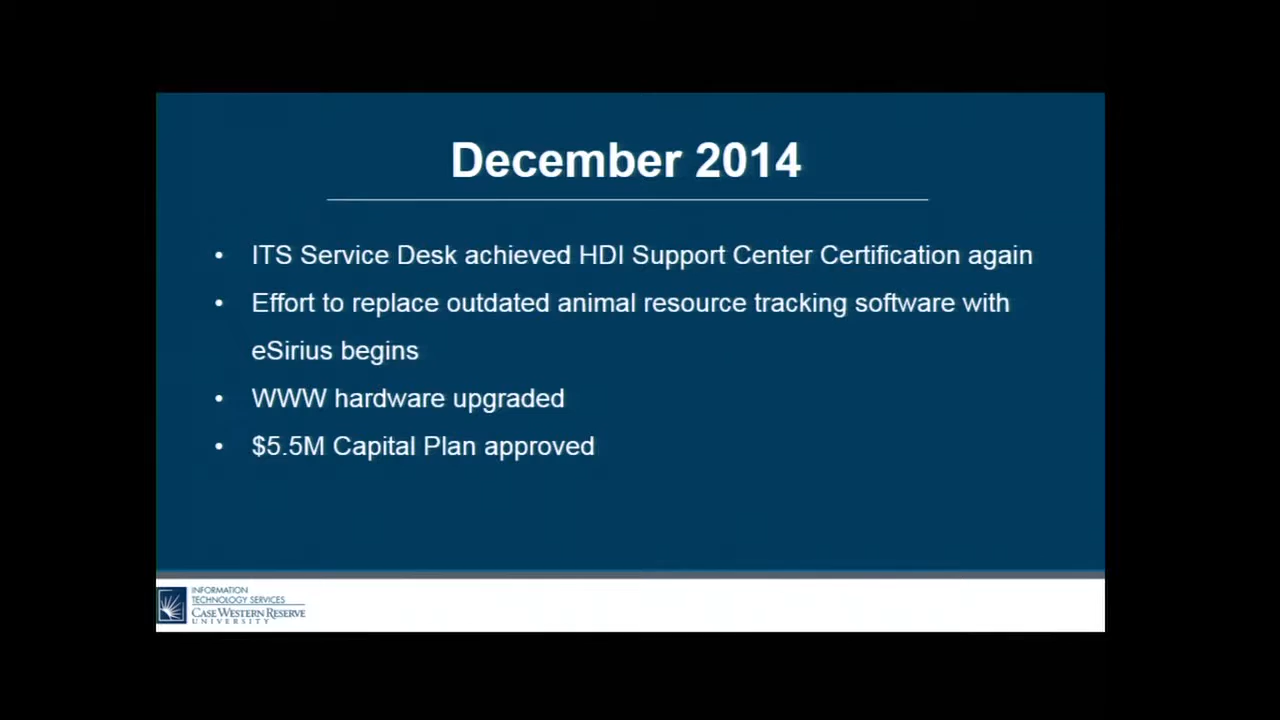 December 2014
• ITS Service Desk achieved HDI Support Center Certification again
• Effort to replace outdated animal resource tracking software with
eSirius begins
• WWW hardware upgraded
• $5.5M Capital Plan approved
INFORMATION
TECHNOLOGY SERVICES
CASE WESTERN RESERVE
UNIVERSITY